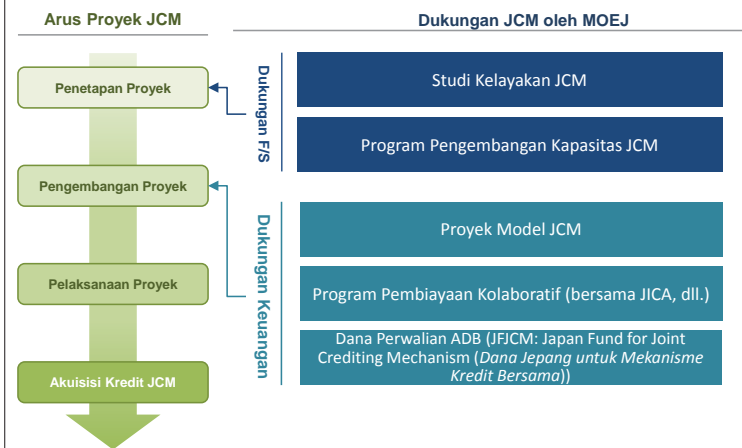 Arus Proyek JCM
Penetapan Proyek
Pengembangan Proyek
Pelaksanaan Proyek
Akuisisi Kredit JCM
Dukungan JCM oleh MOEJ
Dukungan F/S
Studi Kelayakan JCM
Program Pengembangan Kapasitas JCM
Dukungan Keuangan
Proyek Model JCM
Program Pembiayaan Kolaboratif (bersama JICA, dll.)
Dana Perwalian ADB (JFJCM: Japan Fund for Joint
Crediting Mechanism (Dana Jepang untuk Mekanisme
Kredit Bersama))